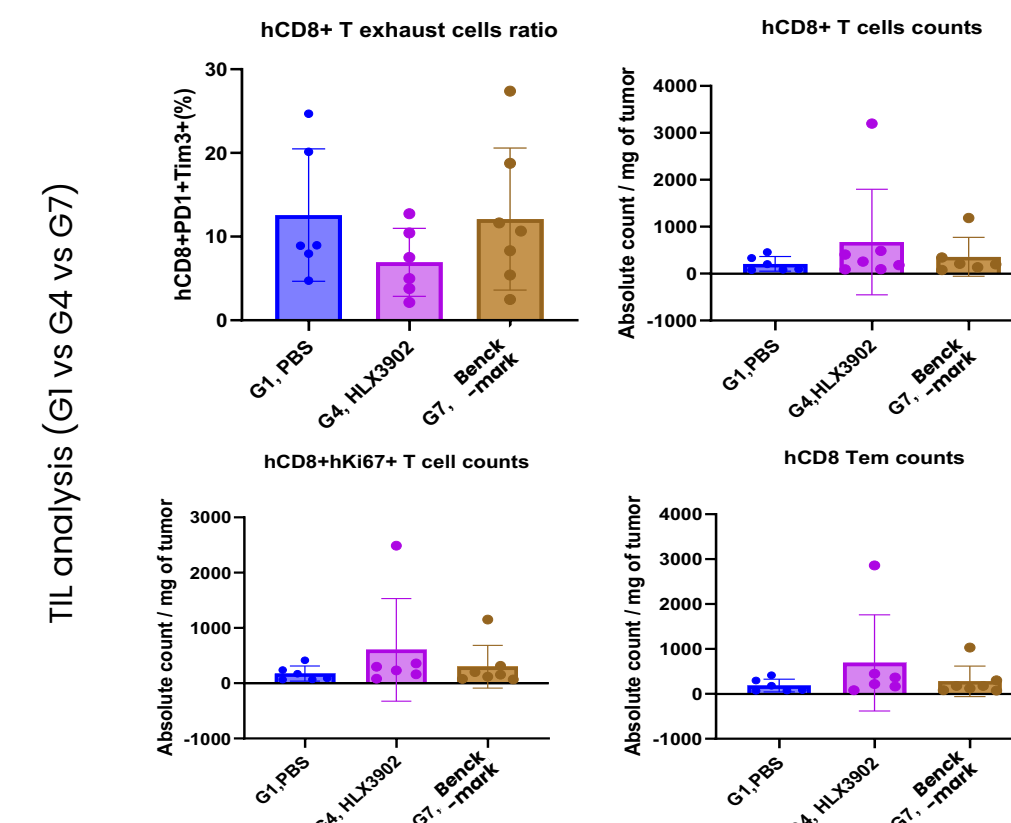 TIL analysis (G1 vs G4 vs G7)
hCD8+ T exhaust cells ratio
hCD8+PD1+Tim3+(%)
30
20
10
0
G1, PBS
G4, HLX3902
G7, Benck
-mark
hCD8+ T cells counts
Absolute count / mg of tumor
4000
3000
2000
1000
0
-1000
G1,PBS
G4,HLX3902
G7, Benck
-mark
hCD8+hKi67+ T cell counts
Absolute count / mg of tumor
3000
2000
1000
0
-1000
G1,PBS
G4, HLX3902
G7, Benck
-mark
hCD8 Tem counts
Absolute count / mg of tumor
4000
3000
2000
1000
0
-1000
G1,PBS
4, HLX3902
G7, Benck
-mark